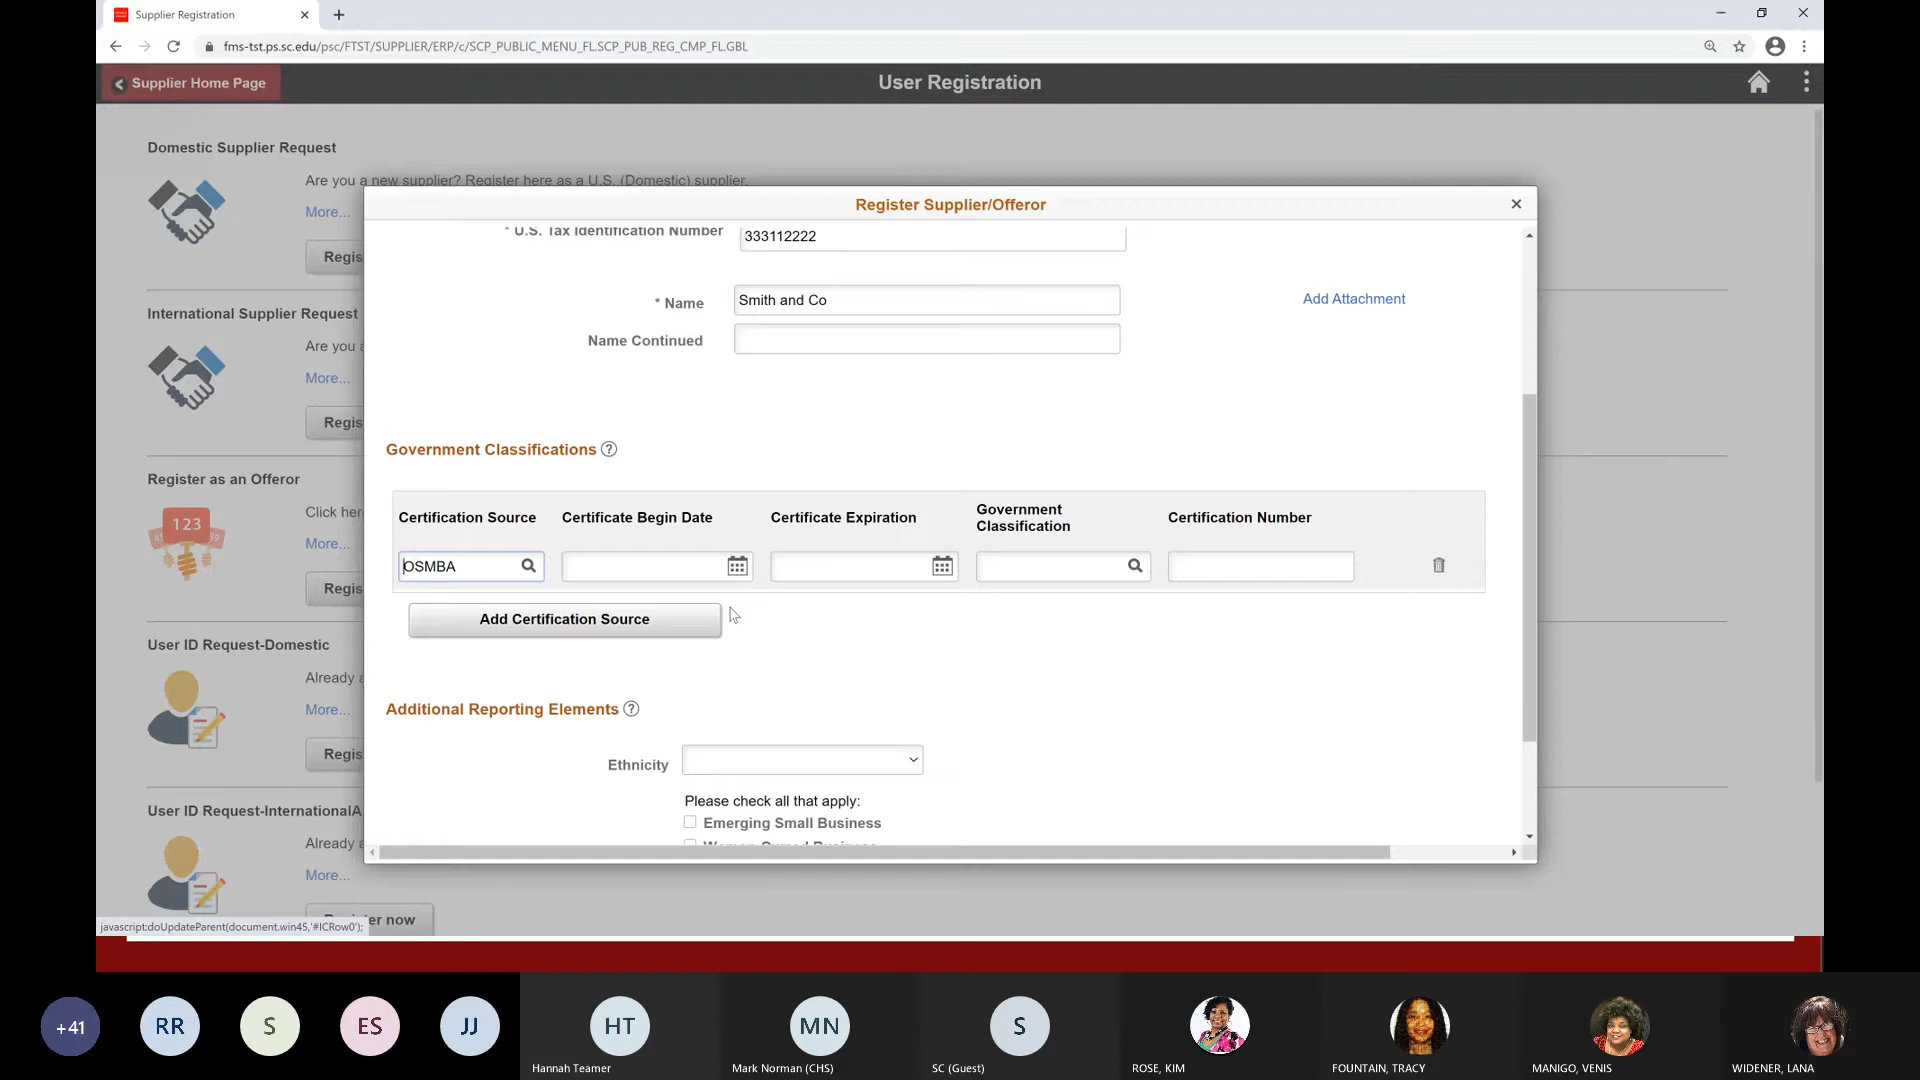 Supplier Registration
fms-tst.ps.sc.edu/psc/FTST/SUPPLIER/ERP/c/SCP_PUBLIC_MENU_FL.SCP_PUB_REG_CMP_FL.GBL
Supplier Home Page
User Registration
Domestic Supplier Request
Are you a new supplier? Register here as a U.S. (Domestic) supplier.
More...
Regis
International Supplier Request
Are you a
More...
Regis
Register as an Offeror
123
Click her
More...
Regis
User ID Request-Domestic
Already a
More...
Regis
User ID Request-InternationalA
Already a
More...
Register now
javascript:doUpdateParent(document.win45,'#ICRow0');
Register Supplier/Offeror
* U.S. Tax Identification Number
333112222
* Name
Smith and Co
Add Attachment
Name Continued
Government Classifications ?
Certification Source
Certificate Begin Date
Certificate Expiration
Government
Classification
Certification Number
OSMBA
Add Certification Source
Additional Reporting Elements ?
Ethnicity
Please check all that apply:
Emerging Small Business
Woman Owned Business
+41
RR
S
ES
JJ
HT
Hannah Teamer
MN
Mark Norman (CHS)
S
SC (Guest)
ROSE, KIM
FOUNTAIN, TRACY
MANIGO, VENIS
WIDENER, LANA